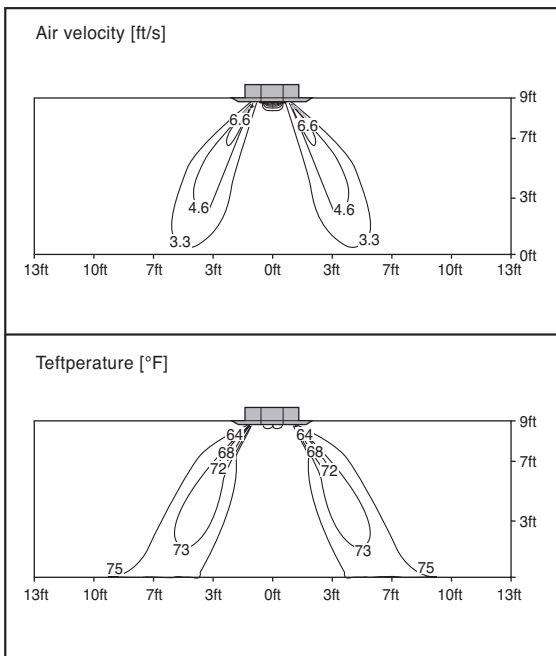 Air velocity [ft/s]
9ft
6.6 6.6
7ft
4.6 4.6
3ft
3.3 3.3
0ft
13ft 10ft 7ft 3ft 0ft 3ft 7ft 10ft 13ft
Teftperature [°F]
9ft
64 64
68 68
7ft
72 72
3ft
73 73
75 75
13ft 10ft 7ft 3ft 0ft 3ft 7ft 10ft 13ft